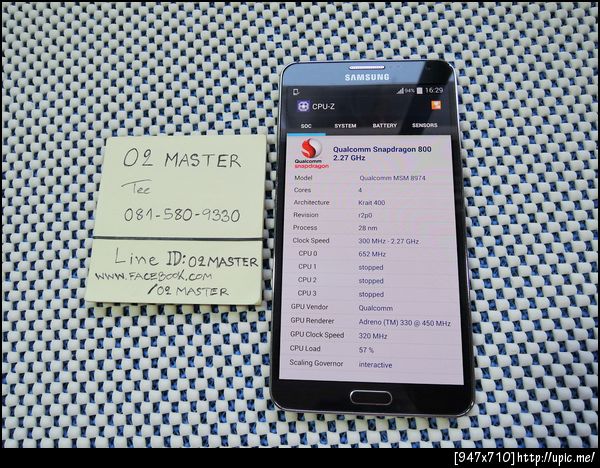 O2 MASTER
Tee
081-580-9330
Line ID: O2MASTER
WWW.FACEBOOK.COM
/O2 MASTER
SAMSUNG
94% 16:29
CPU-Z
SOC SYSTEM BATTERY SENSORS
Qualcomm
snapdragon
Qualcomm Snapdragon 800
2.27 GHz
Model Qualcomm MSM 8974
Cores 4
Architecture Krait 400
Revision r2p0
Process 28 nm
Clock Speed 300 MHz - 2.27 GHz
CPU 0 652 MHz
CPU 1 stopped
CPU 2 stopped
CPU 3 stopped
GPU Vendor Qualcomm
GPU Renderer Adreno (TM) 330 @ 450 MHz
GPU Clock Speed 320 MHz
CPU Load 57 %
Scaling Governor interactive
[947x710]http://upic.me/